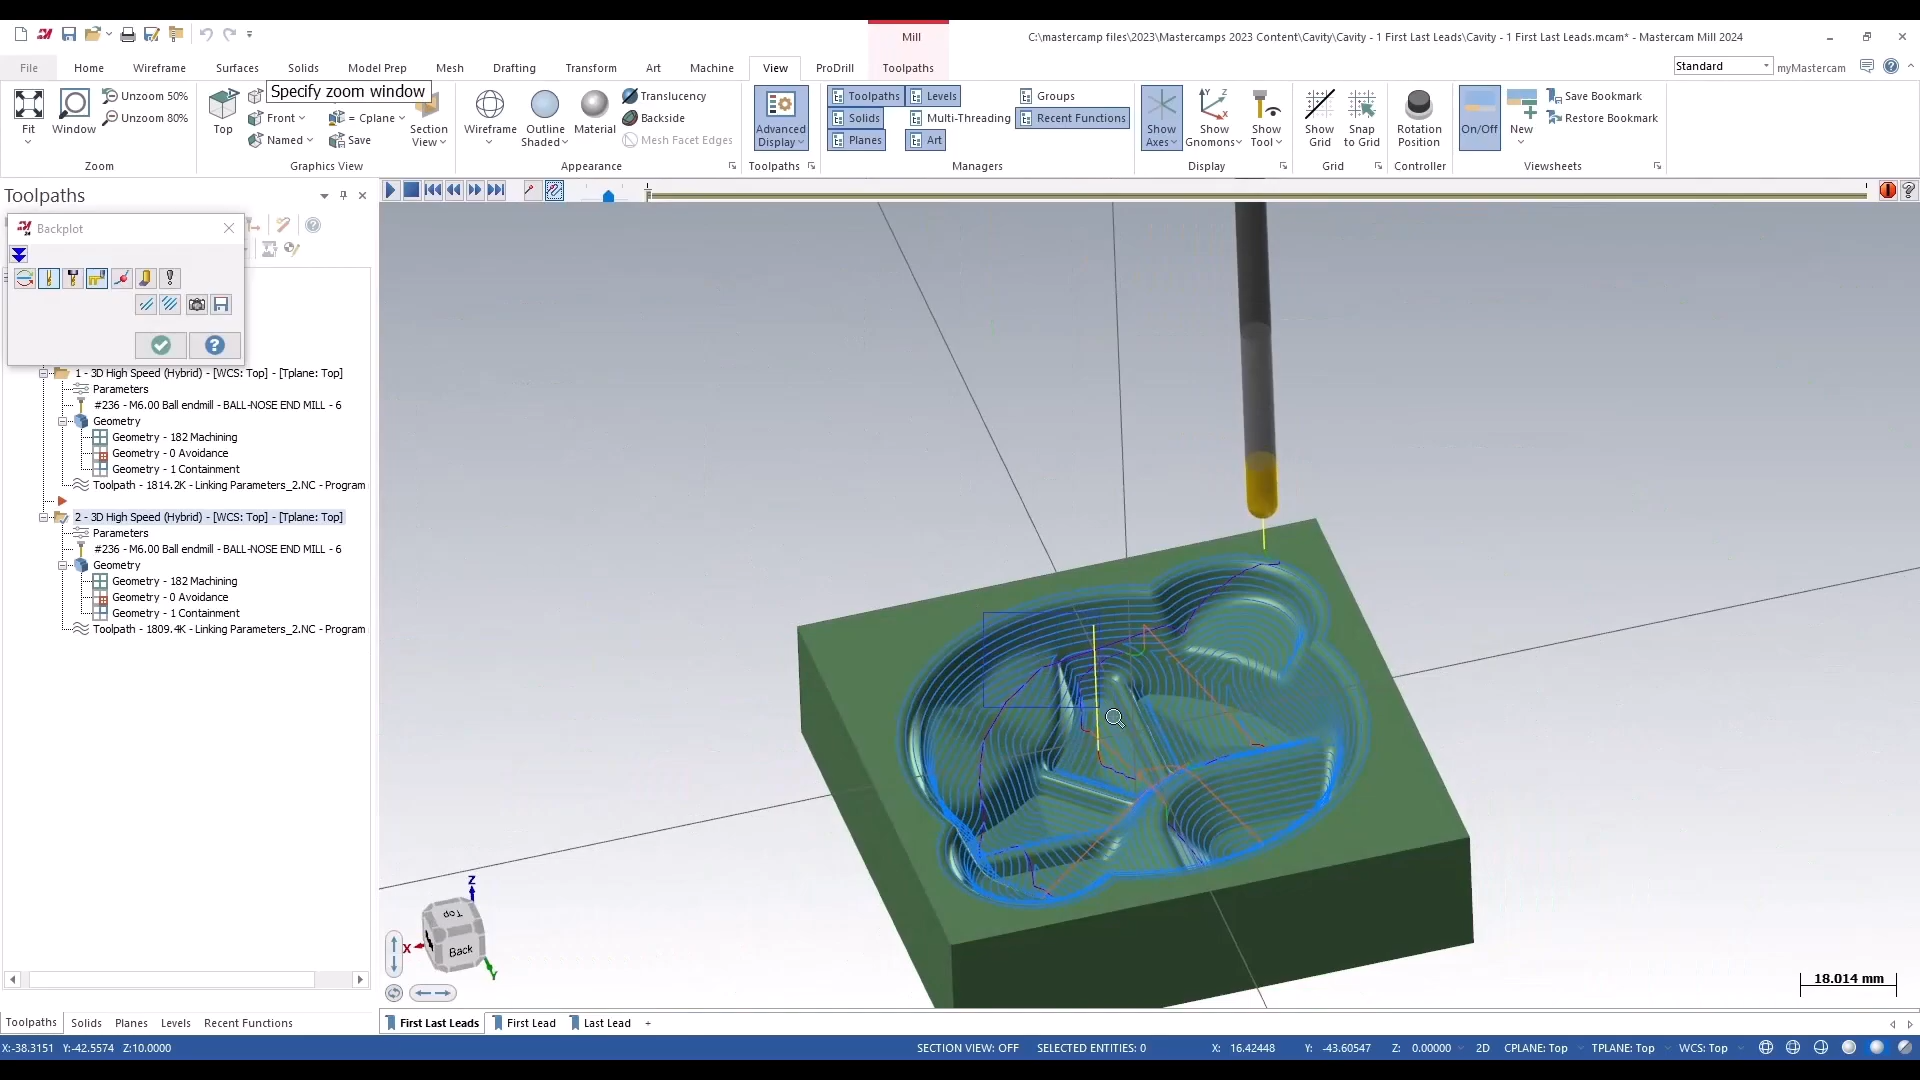 Mill
C:\mastercamp files\2023\Mastercamps 2023 Content\Cavity\Cavity - 1 First Last Leads\Cavity - 1 First Last Leads.mcam* - Mastercam Mill 2024
File
Home
Wireframe
Surfaces
Solids
Model Prep
Mesh
Drafting
Transform
Art
Machine
View
ProDrill
Toolpaths
Standard
myMastercam
Specify zoom window
Fit
Window
Unzoom 50%
Unzoom 80%
Zoom
Top
Front
Named
= Cplane
Save
Section View
Graphics View
Wireframe
Outline Shaded
Material
Translucency
Backside
Mesh Facet Edges
Appearance
Advanced Display
Toolpaths
Toolpaths
Solids
Planes
Levels
Multi-Threading
Art
Groups
Recent Functions
Managers
Show Axes
Show Gnomons
Show Tool
Display
Show Grid
Snap to Grid
Grid
Rotation Position
Controller
On/Off
New
Save Bookmark
Restore Bookmark
Viewsheets
Toolpaths
Backplot
1 - 3D High Speed (Hybrid) - [WCS: Top] - [Tplane: Top]
Parameters
#236 - M6.00 Ball endmill - BALL-NOSE END MILL - 6
Geometry
Geometry - 182 Machining
Geometry - 0 Avoidance
Geometry - 1 Containment
Toolpath - 1814.2K - Linking Parameters_2.NC - Program
2 - 3D High Speed (Hybrid) - [WCS: Top] - [Tplane: Top]
Parameters
#236 - M6.00 Ball endmill - BALL-NOSE END MILL - 6
Geometry
Geometry - 182 Machining
Geometry - 0 Avoidance
Geometry - 1 Containment
Toolpath - 1809.4K - Linking Parameters_2.NC - Program
Z
Top
Back
X
Y
18.014 mm
Toolpaths
Solids
Planes
Levels
Recent Functions
First Last Leads
First Lead
Last Lead
+
X:-38.3151 Y:-42.5574 Z:10.0000
SECTION VIEW: OFF
SELECTED ENTITIES: 0
X: 16.42448
Y: -43.60547
Z: 0.00000
2D
CPLANE: Top
TPLANE: Top
WCS: Top